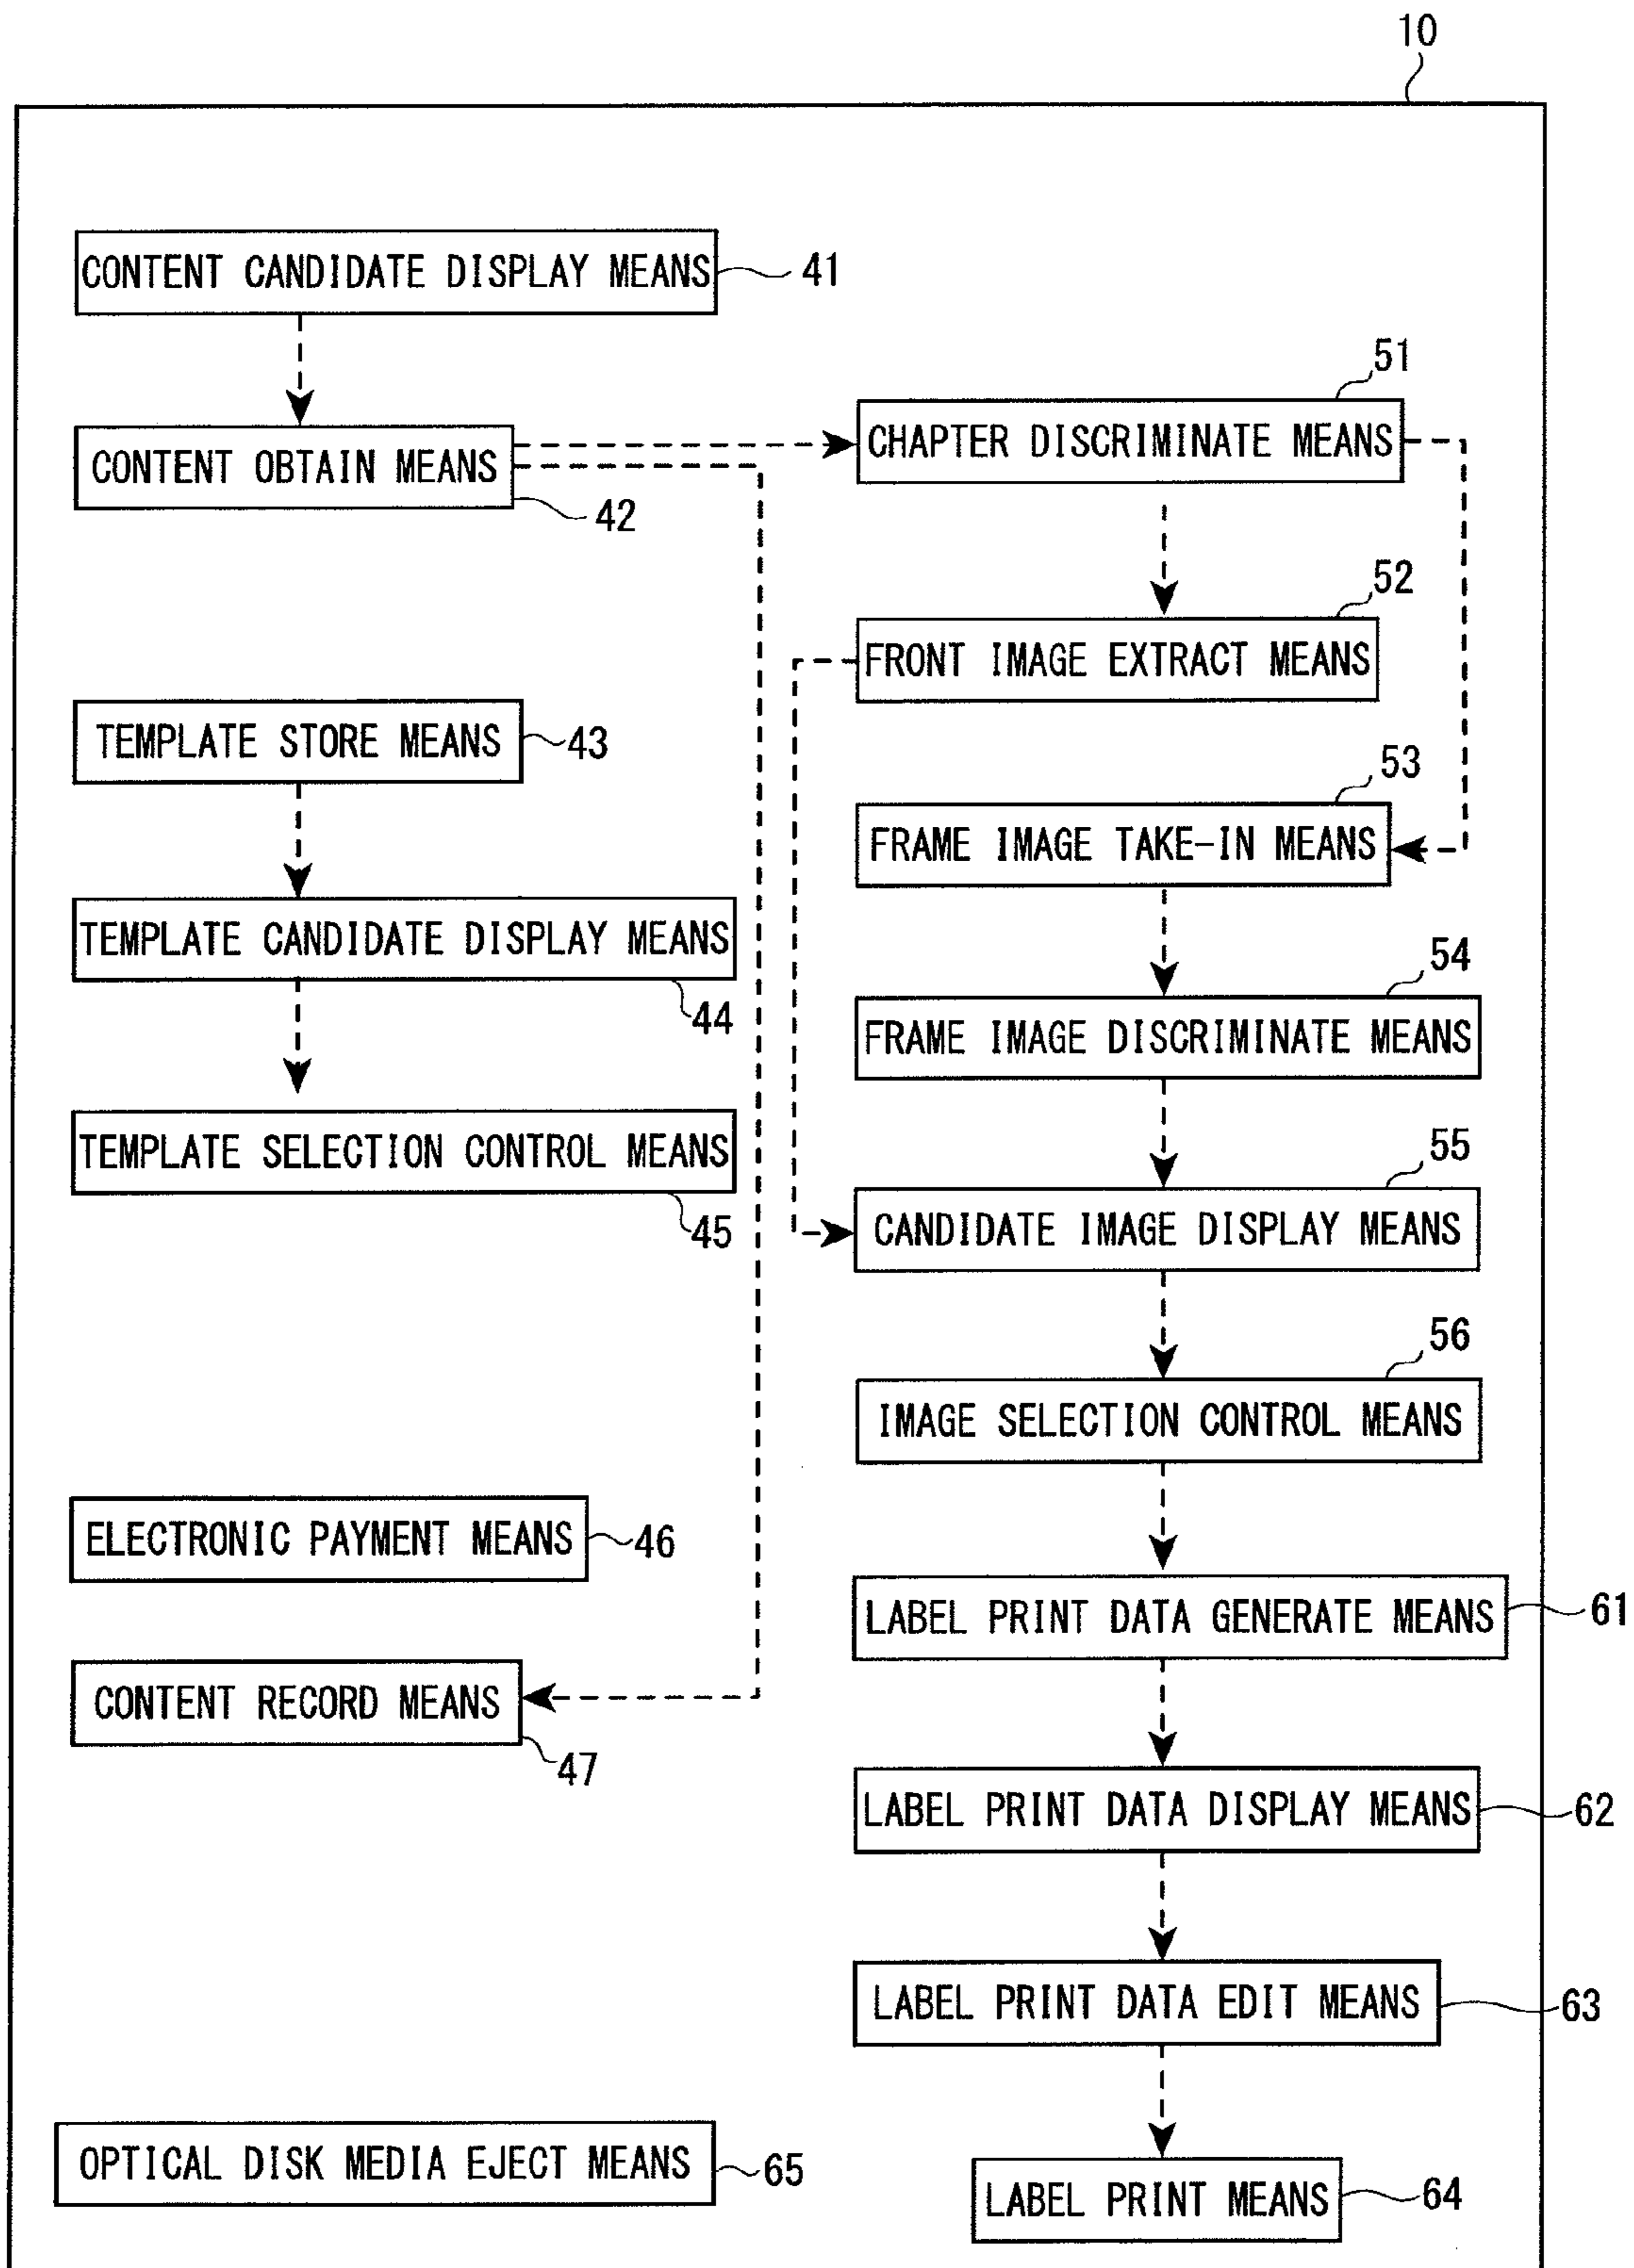 10
CONTENT CANDIDATE DISPLAY MEANS
41
CONTENT OBTAIN MEANS
42
TEMPLATE STORE MEANS
43
TEMPLATE CANDIDATE DISPLAY MEANS
44
TEMPLATE SELECTION CONTROL MEANS
45
ELECTRONIC PAYMENT MEANS
46
CONTENT RECORD MEANS
47
OPTICAL DISK MEDIA EJECT MEANS
65
51
CHAPTER DISCRIMINATE MEANS
52
FRONT IMAGE EXTRACT MEANS
53
FRAME IMAGE TAKE-IN MEANS
54
FRAME IMAGE DISCRIMINATE MEANS
55
CANDIDATE IMAGE DISPLAY MEANS
56
IMAGE SELECTION CONTROL MEANS
LABEL PRINT DATA GENERATE MEANS
61
LABEL PRINT DATA DISPLAY MEANS
62
LABEL PRINT DATA EDIT MEANS
63
LABEL PRINT MEANS
64